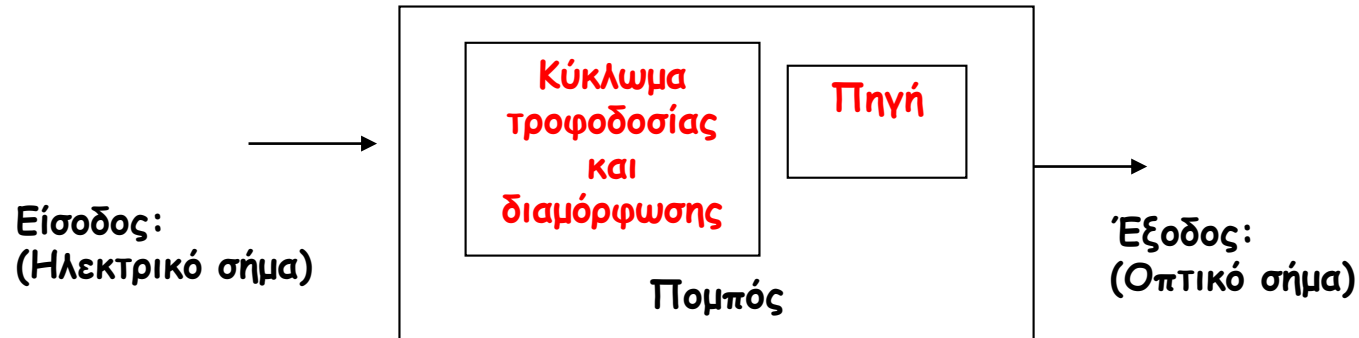 Κύκλωμα
τροφοδοσίας
και
διαμόρφωσης
Πηγή
Είσοδος:
(Ηλεκτρικό σήμα)
Έξοδος:
(Οπτικό σήμα)
Πομπός